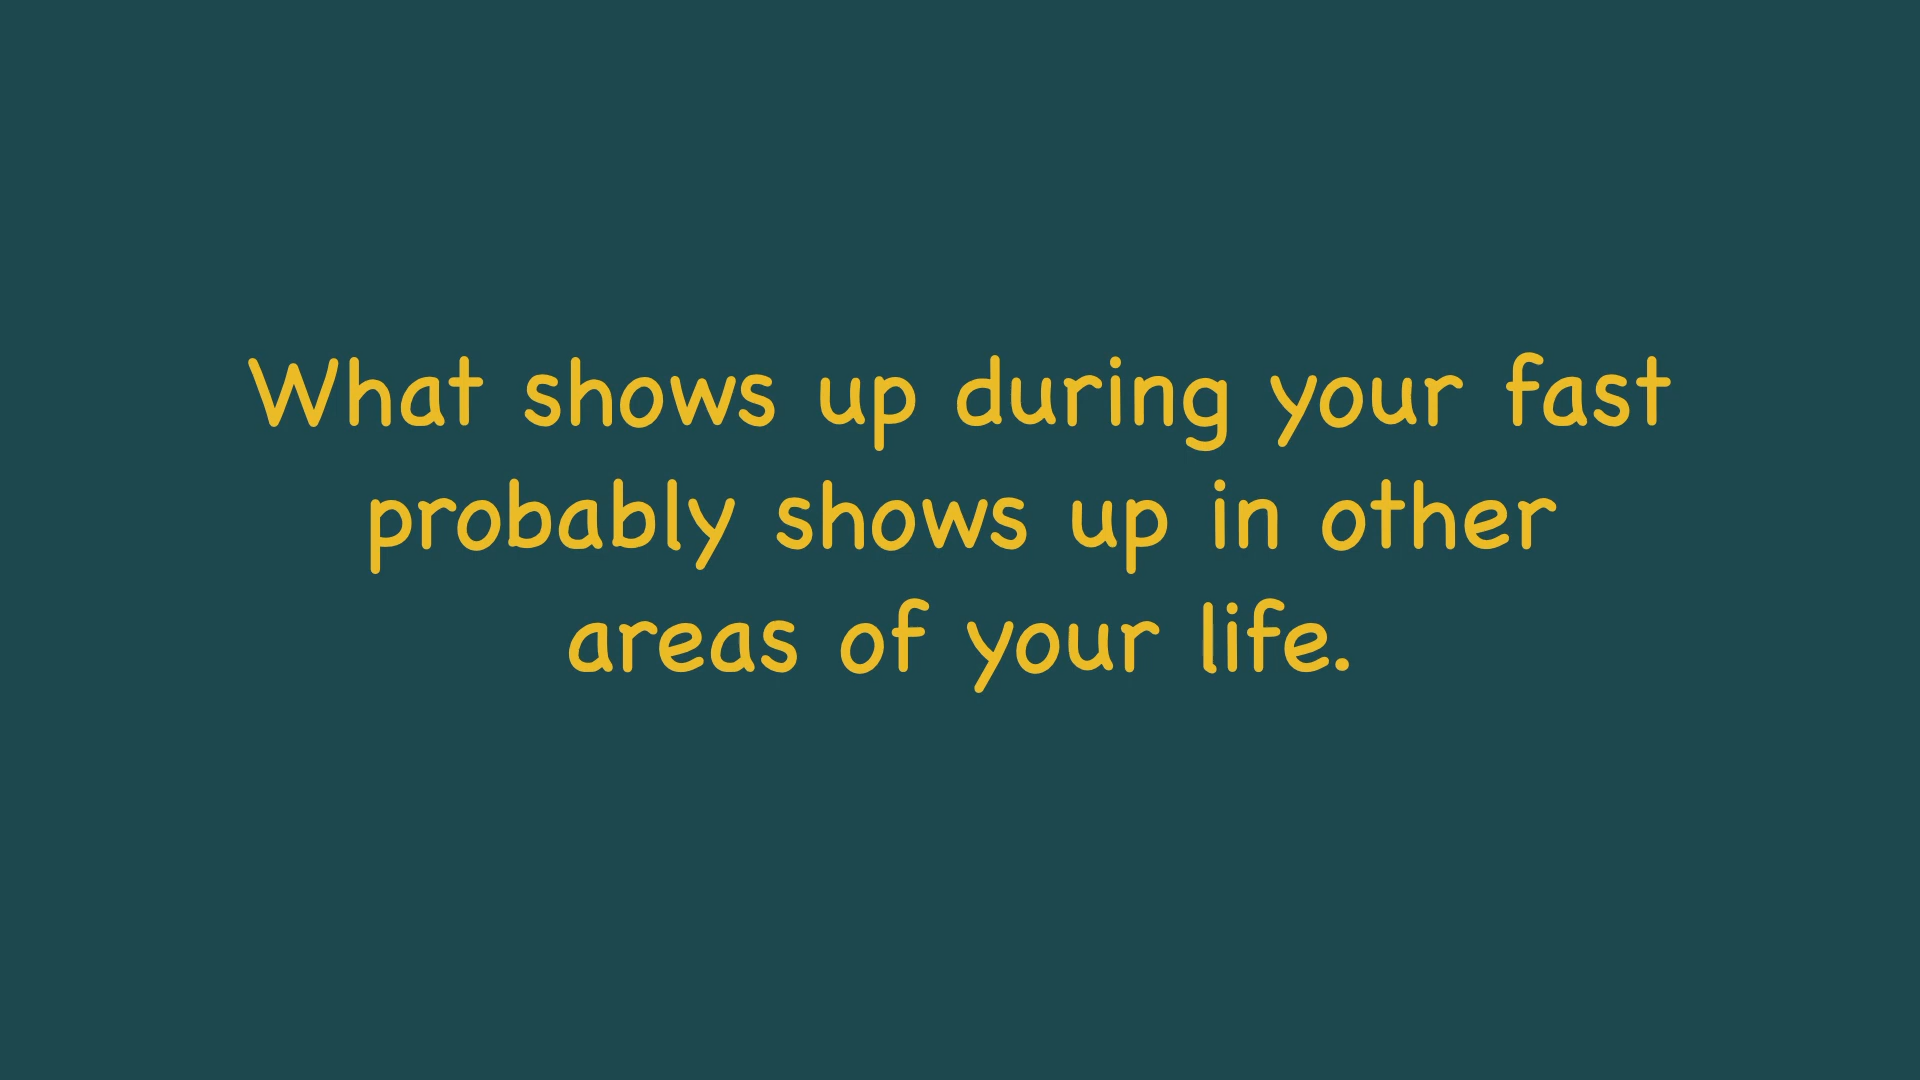 What shows up during your fast
probably shows up in other
areas of your life.